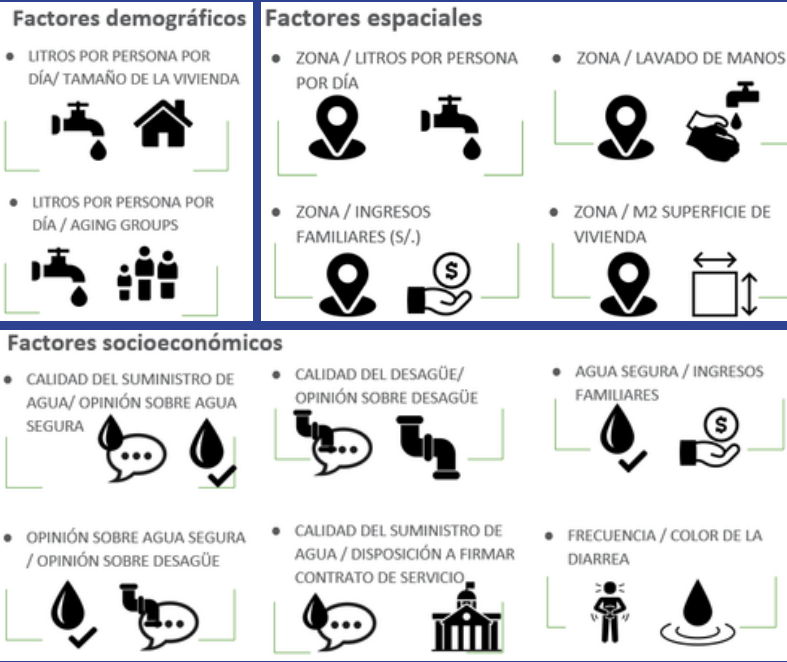 Factores demográficos
● LITROS POR PERSONA POR
DÍA/ TAMAÑO DE LA VIVIENDA
● LITROS POR PERSONA POR
DÍA / AGING GROUPS
Factores espaciales
● ZONA / LITROS POR PERSONA
POR DÍA
● ZONA / LAVADO DE MANOS
● ZONA / INGRESOS
FAMILIARES (S/.)
$
● ZONA / M2 SUPERFICIE DE
VIVIENDA
Factores socioeconómicos
● CALIDAD DEL SUMINISTRO DE
AGUA/ OPINIÓN SOBRE AGUA
SEGURA
● CALIDAD DEL DESAGÜE/
OPINIÓN SOBRE DESAGÜE
● AGUA SEGURA / INGRESOS
FAMILIARES
$
● OPINIÓN SOBRE AGUA SEGURA
/ OPINIÓN SOBRE DESAGÜE
● CALIDAD DEL SUMINISTRO DE
AGUA / DISPOSICIÓN A FIRMAR
CONTRATO DE SERVICIO
● FRECUENCIA / COLOR DE LA
DIARREA